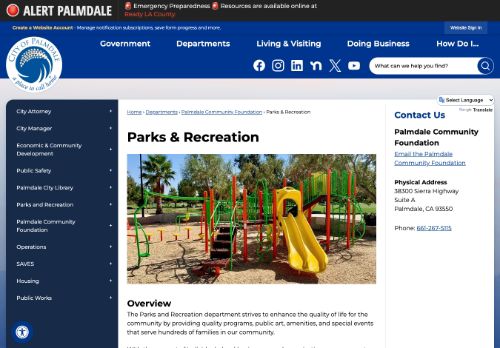 ALERT PALMDALE
🚨 Emergency Preparedness 🚨 Resources are available online at
Ready LA County.
Create a Website Account - Manage notification subscriptions, save form progress and more.
Website Sign In
CITY OF PALMDALE
a place to call home
Government
Departments
Living & Visiting
Doing Business
How Do I...
What can we help you find?
Select Language
Google Translate
City Attorney +
City Manager +
Economic & Community
Development +
Public Safety +
Palmdale City Library +
Parks and Recreation +
Palmdale Community
Foundation +
Operations +
SAVES +
Housing +
Public Works +
Home › Departments › Palmdale Community Foundation › Parks & Recreation
Parks & Recreation
Overview
The Parks and Recreation department strives to enhance the quality of life for the
community by providing quality programs, public art, amenities, and special events
that serve hundreds of families in our community.
Contact Us
Palmdale Community
Foundation
Email the Palmdale
Community Foundation
Physical Address
38300 Sierra Highway
Suite A
Palmdale, CA 93550
Phone: 661-267-5115